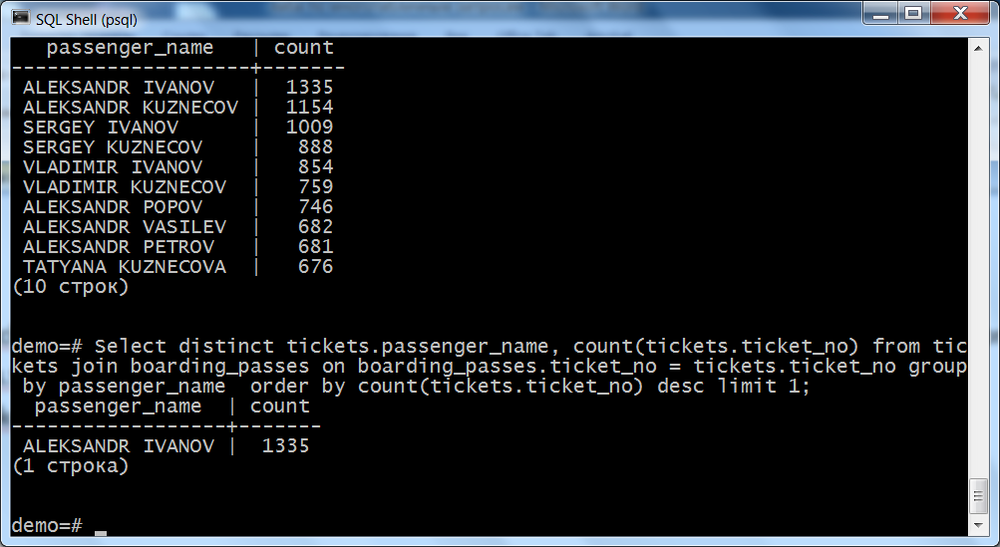 SQL Shell (psql)
passenger_name | count
--------------------+-------
ALEKSANDR IVANOV | 1335
ALEKSANDR KUZNECOV | 1154
SERGEY IVANOV | 1009
SERGEY KUZNECOV | 888
VLADIMIR IVANOV | 854
VLADIMIR KUZNECOV | 759
ALEKSANDR POPOV | 746
ALEKSANDR VASILEV | 682
ALEKSANDR PETROV | 681
TATYANA KUZNECOVA | 676
(10 строк)
demo=# Select distinct tickets.passenger_name, count(tickets.ticket_no) from tic
kets join boarding_passes on boarding_passes.ticket_no = tickets.ticket_no group
by passenger_name  order by count(tickets.ticket_no) desc limit 1;
passenger_name | count
------------------+-------
ALEKSANDR IVANOV | 1335
(1 строка)
demo=# _